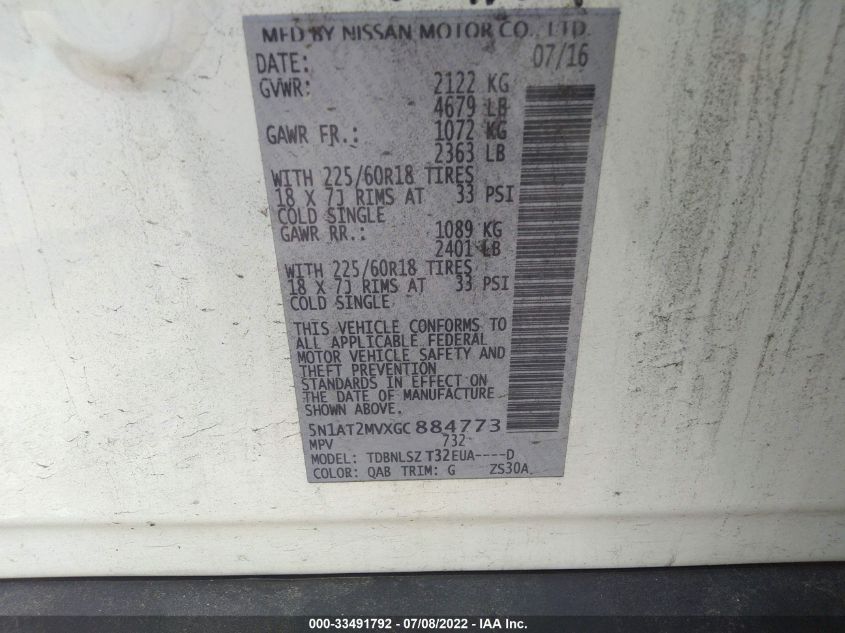 MFD BY NISSAN MOTOR CO., LTD.
DATE: 07/16
GVWR: 2122 KG
4679 LB
GAWR FR.: 1072 KG
2363 LB
WITH 225/60R18 TIRES
18 X 7J RIMS AT 33 PSI
COLD SINGLE
GAWR RR.: 1089 KG
2401 LB
WITH 225/60R18 TIRES
18 X 7J RIMS AT 33 PSI
COLD SINGLE
THIS VEHICLE CONFORMS TO
ALL APPLICABLE FEDERAL
MOTOR VEHICLE SAFETY AND
THEFT PREVENTION
STANDARDS IN EFFECT ON
THE DATE OF MANUFACTURE
SHOWN ABOVE.
5N1AT2MVXGC884773
MPV 732
MODEL: TDBNLSZ T32EUA----D
COLOR: QAB TRIM: G ZS30A
000-33491792 - 07/08/2022 - IAA Inc.